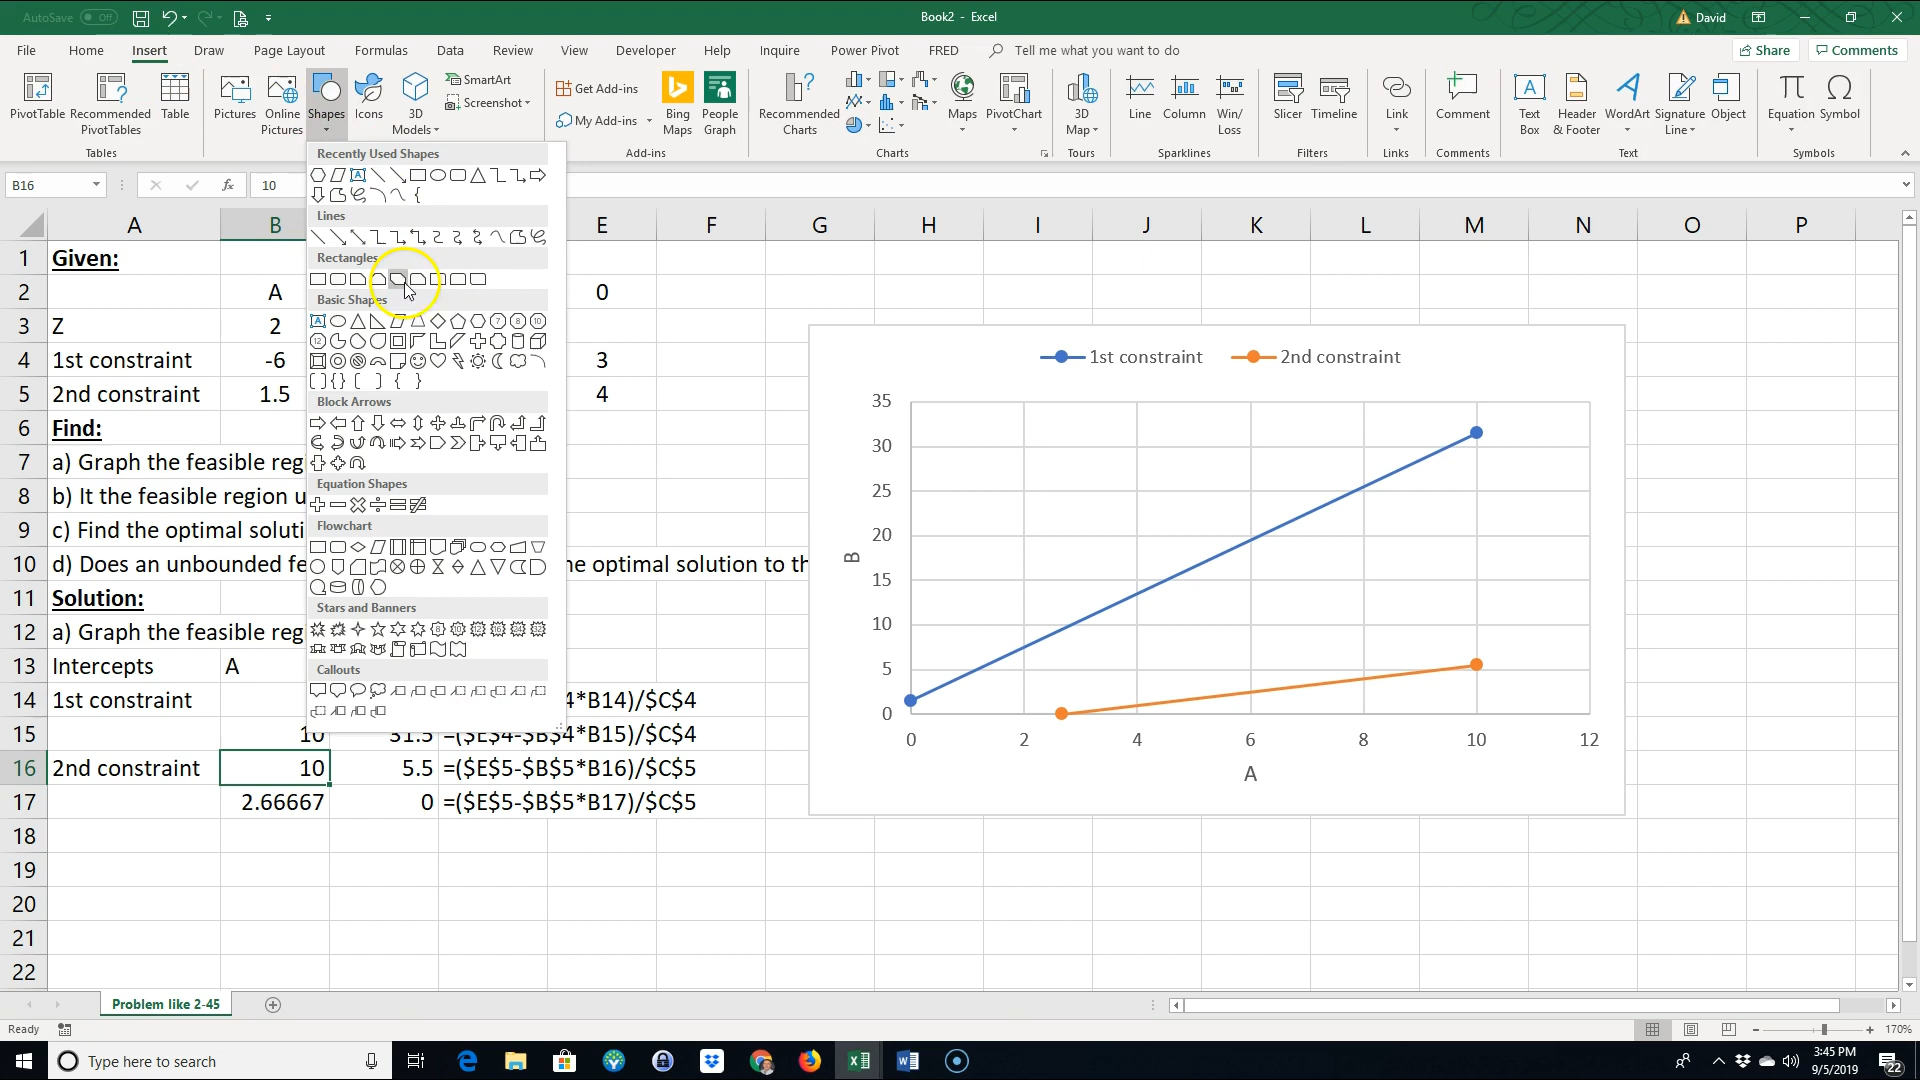 AutoSave Off
Book2 - Excel
David
File Home Insert Draw Page Layout Formulas Data Review View Developer Help Inquire Power Pivot FRED Tell me what you want to do Share Comments
PivotTable
Recommended PivotTables
Table
Pictures
Online Pictures
Shapes
Icons
3D Models
SmartArt
Screenshot
Get Add-ins
My Add-ins
Bing Maps
People Graph
Recommended Charts
Maps
PivotChart
3D Map
Line
Column
Win/ Loss
Slicer
Timeline
Link
Comment
Text Box
Header & Footer
WordArt
Signature Line
Object
Equation
Symbol
Tables Add-ins Charts Tours Sparklines Filters Links Comments Text Symbols
B16 fx 10
Recently Used Shapes
Lines
Rectangles
Basic Shapes
Block Arrows
Equation Shapes
Flowchart
Stars and Banners
Callouts
A B E F G H I J K L M N O P
1 Given:
2 A 0
3 Z 2
4 1st constraint -6 3
5 2nd constraint 1.5 4
6 Find:
7 a) Graph the feasible reg
8 b) It the feasible region u
9 c) Find the optimal soluti
10 d) Does an unbounded fe he optimal solution to th
11 Solution:
12 a) Graph the feasible reg
13 Intercepts A
14 1st constraint 4*B14)/$C$4
15 10 31.5 =($E$4-$B$4*B15)/$C$4
16 2nd constraint 10 5.5 =($E$5-$B$5*B16)/$C$5
17 2.66667 0 =($E$5-$B$5*B17)/$C$5
18
19
20
21
22
1st constraint 2nd constraint
35
30
25
20
15
10
5
0
B
0 2 4 6 8 10 12
A
Problem like 2-45
Ready
170%
Type here to search
3:45 PM
9/5/2019
22